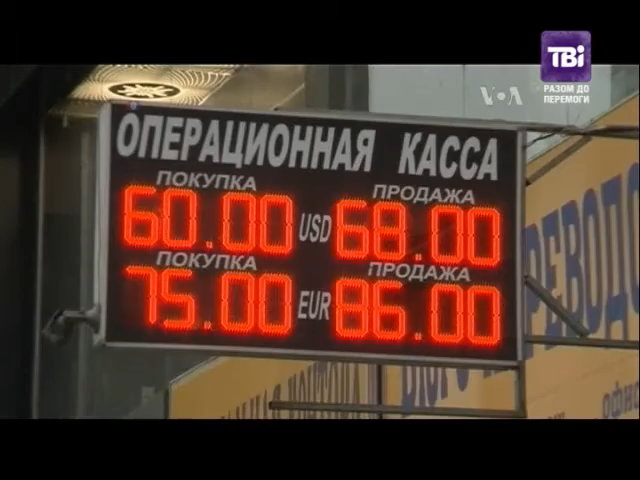 ТВі
РАЗОМ ДО
ПЕРЕМОГИ
VOA
ОПЕРАЦИОННАЯ КАССА
ПОКУПКА ПРОДАЖА
60.00 USD 68.00
ПОКУПКА ПРОДАЖА
75.00 EUR 86.00